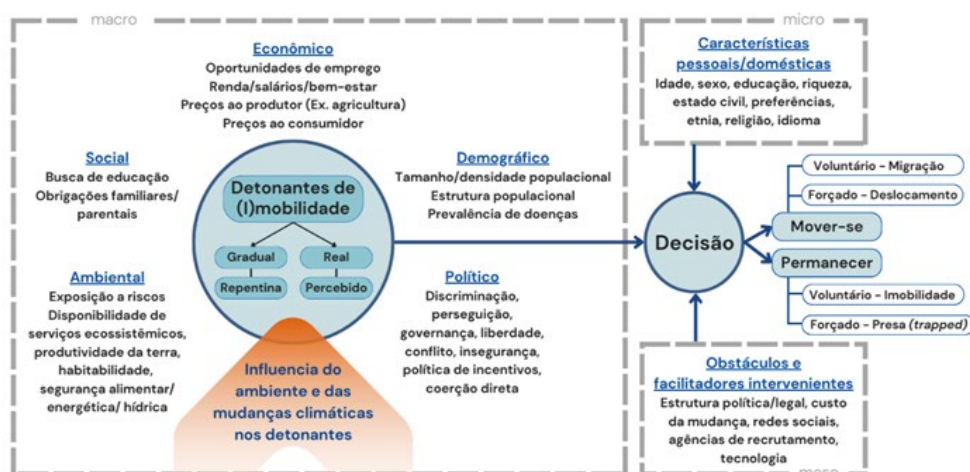 macro
Econômico
Oportunidades de emprego
Renda/salários/bem-estar
Preços ao produtor (Ex. agricultura)
Preços ao consumidor
Social
Busca de educação
Obrigações familiares/
parentais
Ambiental
Exposição a riscos
Disponibilidade de
serviços ecossistêmicos,
produtividade da terra,
habitabilidade,
segurança alimentar/
energética/ hídrica
Detonantes de
(I)mobilidade
Gradual
Real
Repentina
Percebido
Influencia do
ambiente e das
mudanças climáticas
nos detonantes
Demográfico
Tamanho/densidade populacional
Estrutura populacional
Prevalência de doenças
Político
Discriminação,
perseguição,
governança, liberdade,
conflito, insegurança,
política de incentivos,
coerção direta
micro
Características
pessoais/domésticas
Idade, sexo, educação, riqueza,
estado civil, preferências,
etnia, religião, idioma
Decisão
Voluntário - Migração
Forçado - Deslocamento
Mover-se
Permanecer
Voluntário - Imobilidade
Forçado - Presa (trapped)
Obstáculos e
facilitadores intervenientes
Estrutura política/legal, custo
da mudança, redes sociais,
agências de recrutamento,
tecnologia
meso